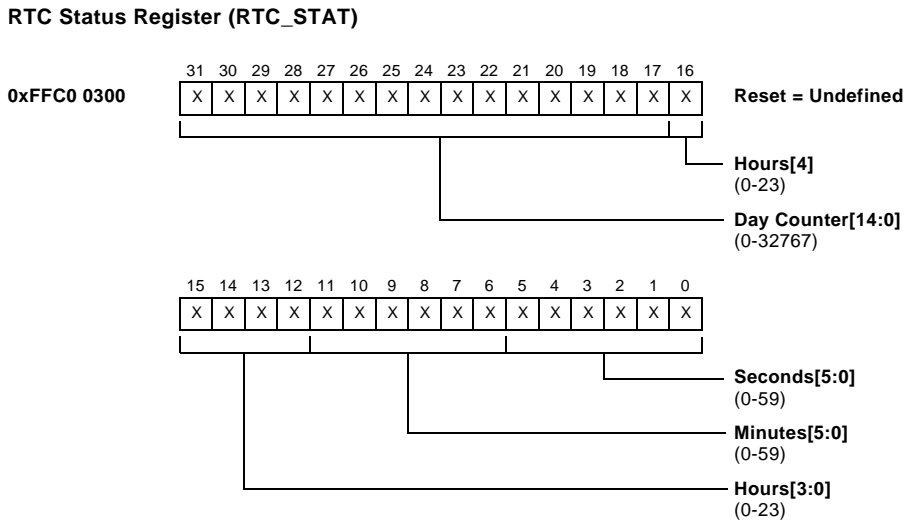 RTC Status Register (RTC_STAT)
31 30 29 28 27 26 25 24 23 22 21 20 19 18 17 16
0xFFC0 0300 X X X X X X X X X X X X X X X X Reset = Undefined
Hours[4]
(0-23)
Day Counter[14:0]
(0-32767)
15 14 13 12 11 10 9 8 7 6 5 4 3 2 1 0
X X X X X X X X X X X X X X X X
Seconds[5:0]
(0-59)
Minutes[5:0]
(0-59)
Hours[3:0]
(0-23)